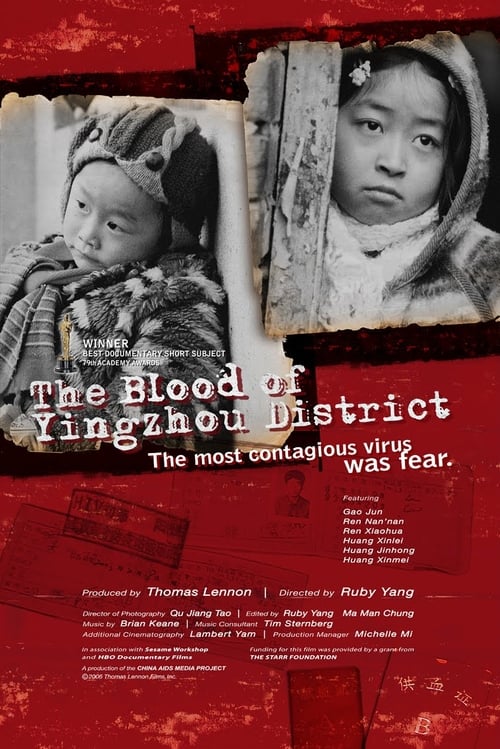 WINNER
BEST DOCUMENTARY SHORT SUBJECT
79th ACADEMY AWARDS
The Blood of
Yingzhou District
The most contagious virus
was fear.
Featuring
Gao Jun
Ren Nan'nan
Ren Xiaohua
Huang Xinlei
Huang Jinhong
Huang Xinmei
Produced by Thomas Lennon | Directed by Ruby Yang
Director of Photography Qu Jiang Tao | Edited by Ruby Yang Ma Man Chung
Music by Brian Keane | Music Consultant Tim Sternberg
Additional Cinematography Lambert Yam | Production Manager Michelle Mi
In association with Sesame Workshop
and HBO Documentary Films
Funding for this film was provided by a grant from
THE STARR FOUNDATION
A production of the CHINA AIDS MEDIA PROJECT
©2006 Thomas Lennon Films, Inc.
供血证
B